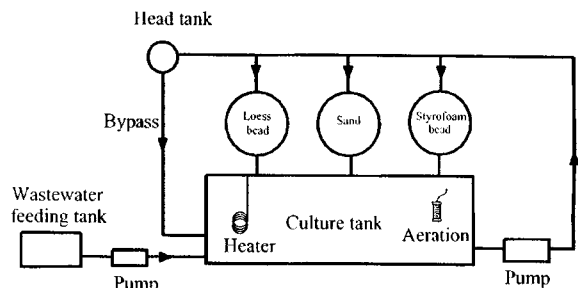 Head tank
Bypass
Loess
bead
Sand
Styrofoam
bead
Wastewater
feeding tank
Culture tank
Heater
Aeration
Pump
Pump